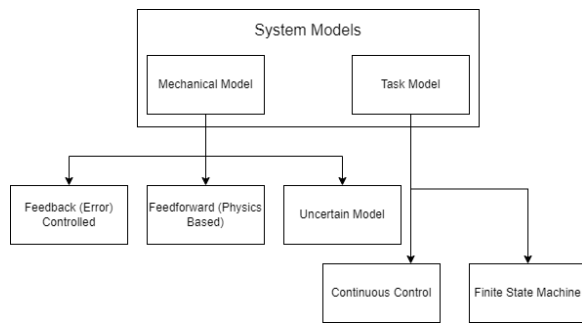 System Models
Mechanical Model
Task Model
Feedback (Error)
Controlled
Feedforward (Physics
Based)
Uncertain Model
Continuous Control
Finite State Machine